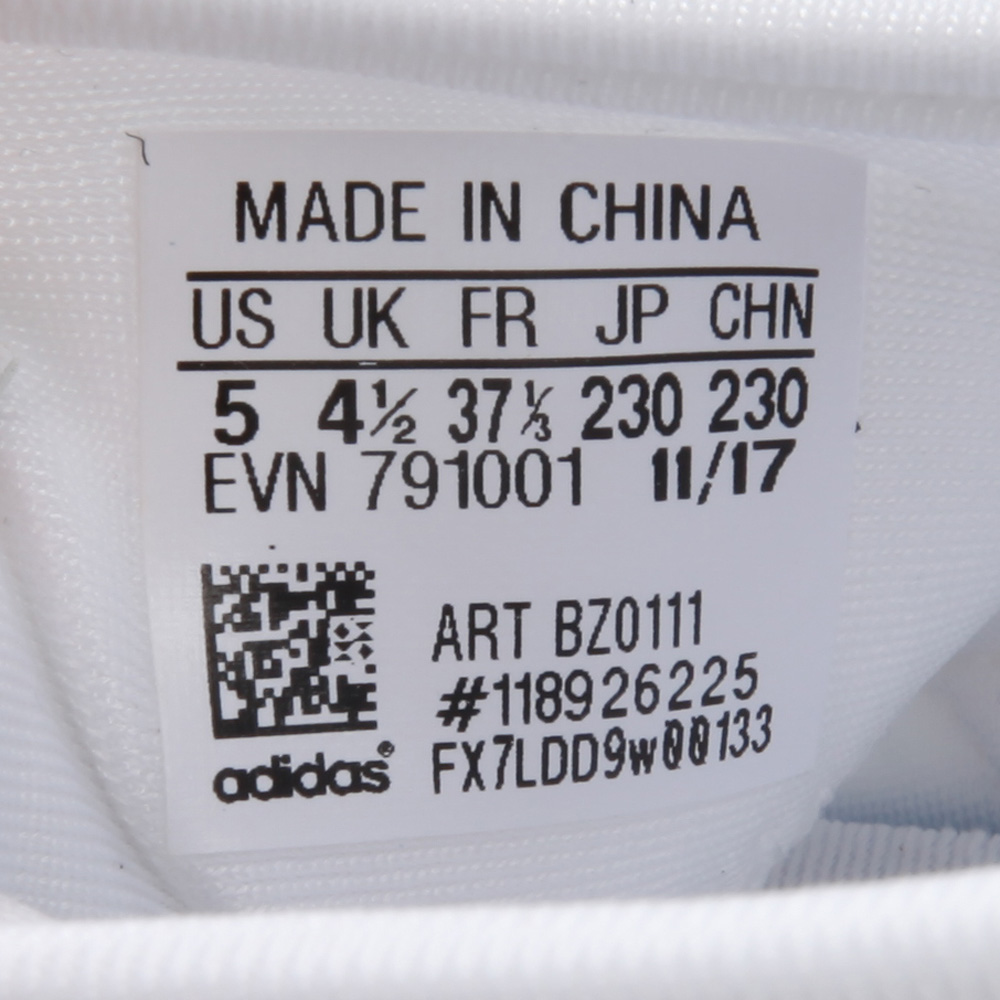 MADE IN CHINA
US UK FR JP CHN
5 4½ 37⅓ 230 230
EVN 791001 11/17
ART BZ0111
#118926225
FX7LDD9w00133
adidas®